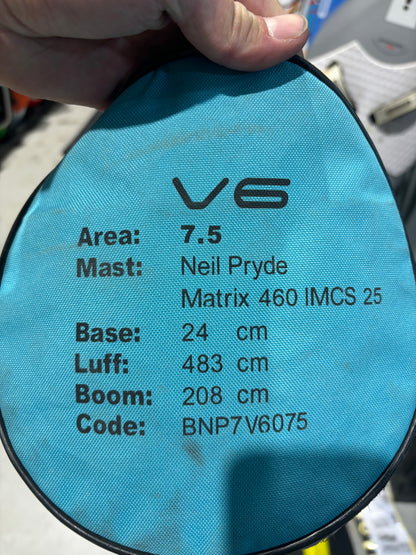 V6
Area: 7.5
Mast: Neil Pryde
Matrix 460 IMCS 25
Base: 24 cm
Luff: 483 cm
Boom: 208 cm
Code: BNP7V6075